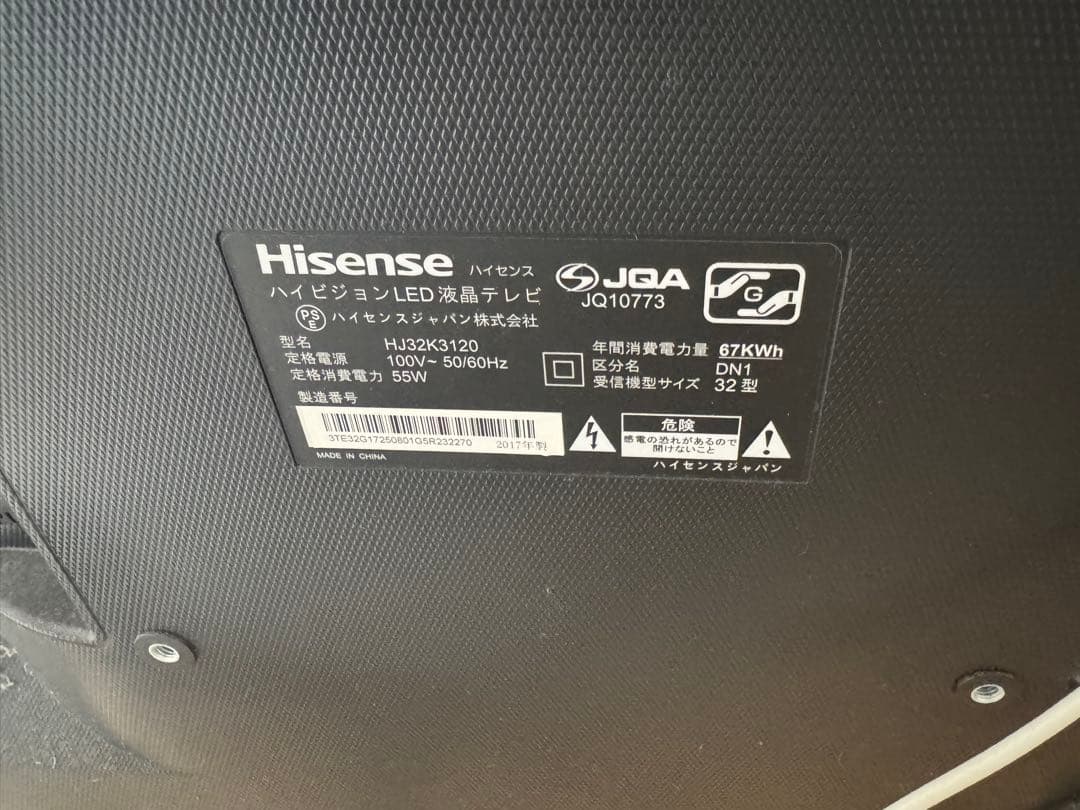 Hisense ハイセンス
ハイビジョンLED液晶テレビ
PSE ハイセンスジャパン株式会社
JQA
JQ10773
G
型名 HJ32K3120
定格電源 100V~ 50/60Hz
定格消費電力 55W
年間消費電力量 67KWh
区分名 DN1
受信機型サイズ 32型
製造番号
3TE32G17250801G5R232270 2017年製
MADE IN CHINA
危険
感電の恐れがあるので
開けないこと
ハイセンスジャパン